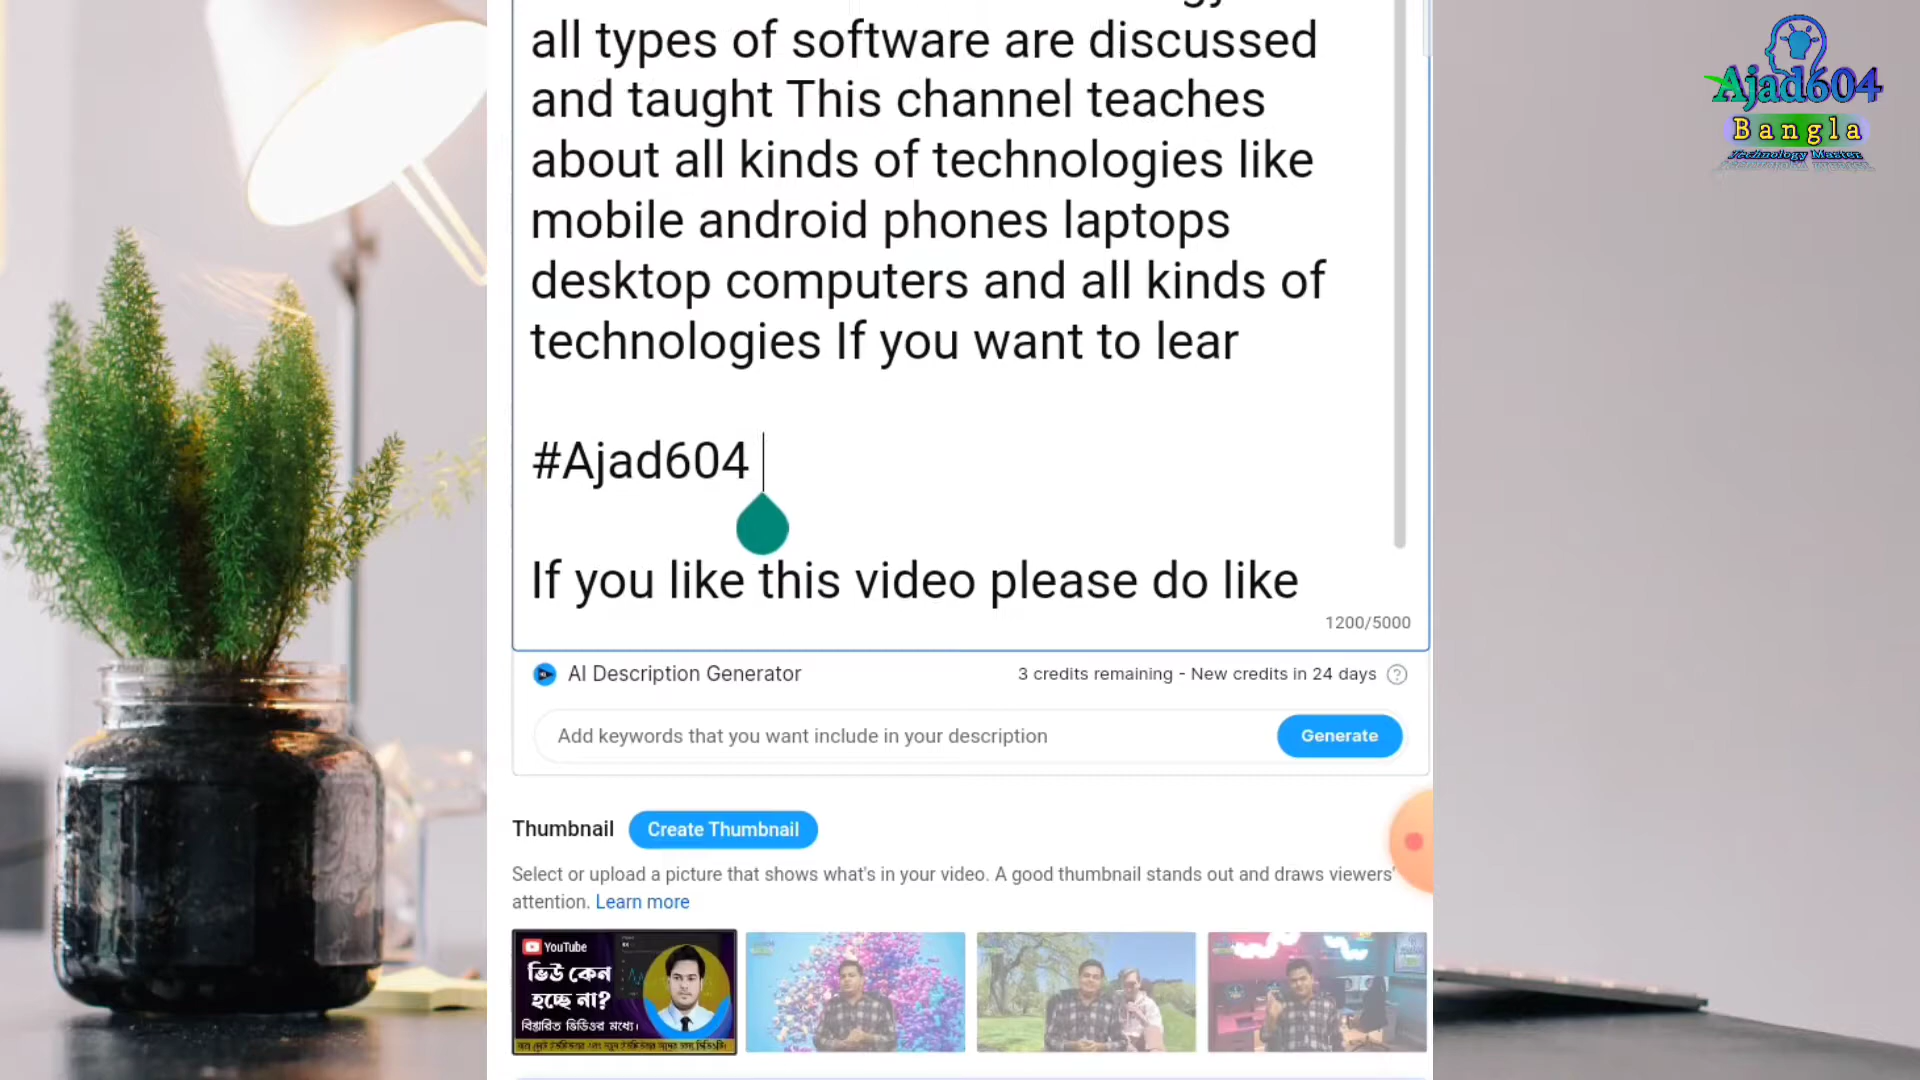 all types of software are discussed
and taught This channel teaches
about all kinds of technologies like
mobile android phones laptops
desktop computers and all kinds of
technologies If you want to lear
#Ajad604
If you like this video please do like
1200/5000
AI Description Generator
3 credits remaining - New credits in 24 days
Add keywords that you want include in your description
Generate
Thumbnail
Create Thumbnail
Select or upload a picture that shows what's in your video. A good thumbnail stands out and draws viewers'
attention. Learn more
YouTube
ভিউ কেন
হচ্ছে না?
বিস্তারিত ভিডিওর মধ্যে।
Ajad604
Bangla
Technology Master